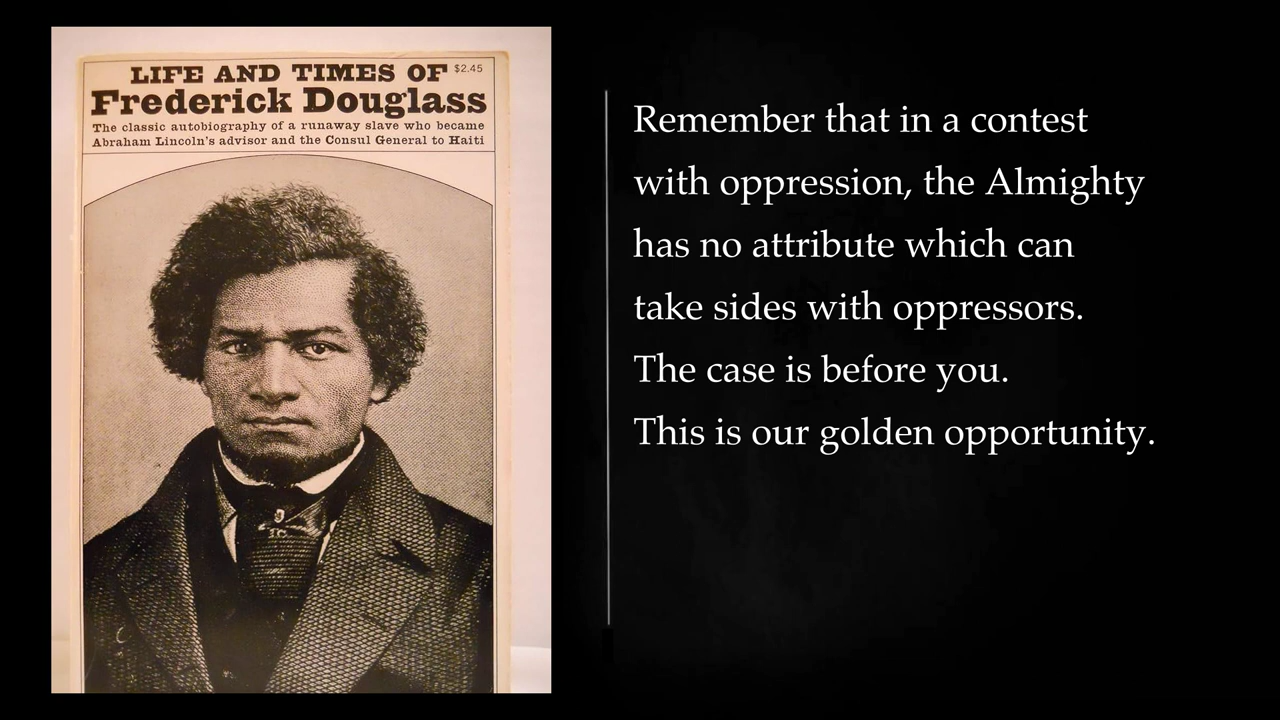 LIFE AND TIMES OF $2.45
Frederick Douglass
The classic autobiography of a runaway slave who became
Abraham Lincoln's advisor and the Consul General to Haiti
Remember that in a contest
with oppression, the Almighty
has no attribute which can
take sides with oppressors.
The case is before you.
This is our golden opportunity.